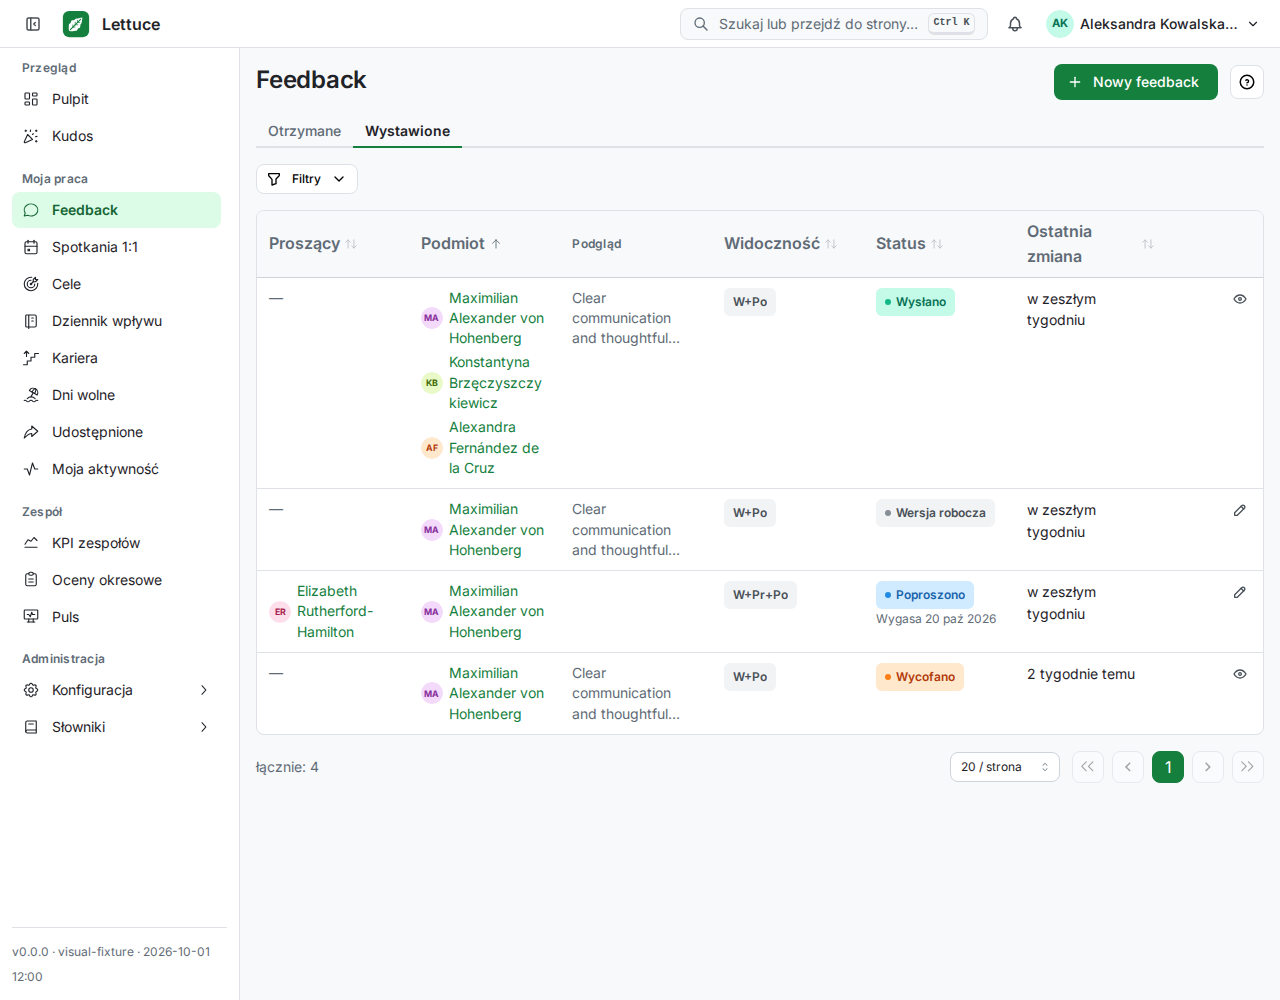 Lettuce
Szukaj lub przejdź do strony...
Ctrl K
AK
Aleksandra Kowalska...
Przegląd
Pulpit
Kudos
Moja praca
Feedback
Spotkania 1:1
Cele
Dziennik wpływu
Kariera
Dni wolne
Udostępnione
Moja aktywność
Zespół
KPI zespołów
Oceny okresowe
Puls
Administracja
Konfiguracja
Słowniki
v0.0.0 · visual-fixture · 2026-10-01
12:00
Feedback
Nowy feedback
Otrzymane
Wystawione
Filtry
Proszący
Podmiot
Podgląd
Widoczność
Status
Ostatnia
zmiana
—
MA
Maximilian
Alexander von
Hohenberg
KB
Konstantyna
Brzęczyszczy
kiewicz
AF
Alexandra
Fernández de
la Cruz
Clear
communication
and thoughtful...
W+Po
Wysłano
w zeszłym
tygodniu
—
MA
Maximilian
Alexander von
Hohenberg
Clear
communication
and thoughtful...
W+Po
Wersja robocza
w zeszłym
tygodniu
ER
Elizabeth
Rutherford-
Hamilton
MA
Maximilian
Alexander von
Hohenberg
W+Pr+Po
Poproszono
Wygasa 20 paź 2026
w zeszłym
tygodniu
—
MA
Maximilian
Alexander von
Hohenberg
Clear
communication
and thoughtful...
W+Po
Wycofano
2 tygodnie temu
łącznie: 4
20 / strona
1